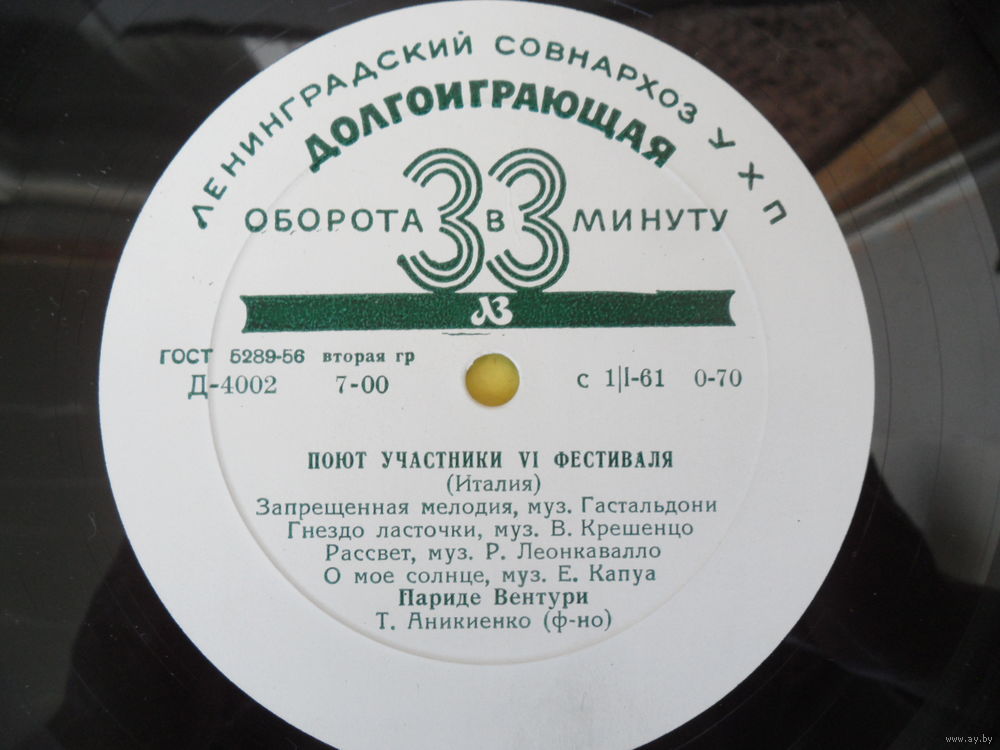 ЛЕНИНГРАДСКИЙ СОВНАРХОЗ УХП
ДОЛГОИГРАЮЩАЯ
ОБОРОТА 33 В МИНУТУ
ЛЗ
ГОСТ 5289-56 вторая гр
Д-4002 7-00 с 1|I-61 0-70
ПОЮТ УЧАСТНИКИ VI ФЕСТИВАЛЯ
(Италия)
Запрещенная мелодия, муз. Гастальдони
Гнездо ласточки, муз. В. Крешенцо
Рассвет, муз. Р. Леонкавалло
О мое солнце, муз. Е. Капуа
Париде Вентури
Т. Аникиенко (ф-но)
www.ay.by